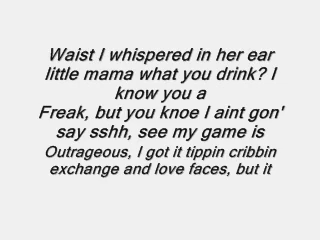 Waist I whispered in her ear
little mama what you drink? I
know you a
Freak, but you knoe I aint gon'
say sshh, see my game is
Outrageous, I got it tippin cribbin
exchange and love faces, but it